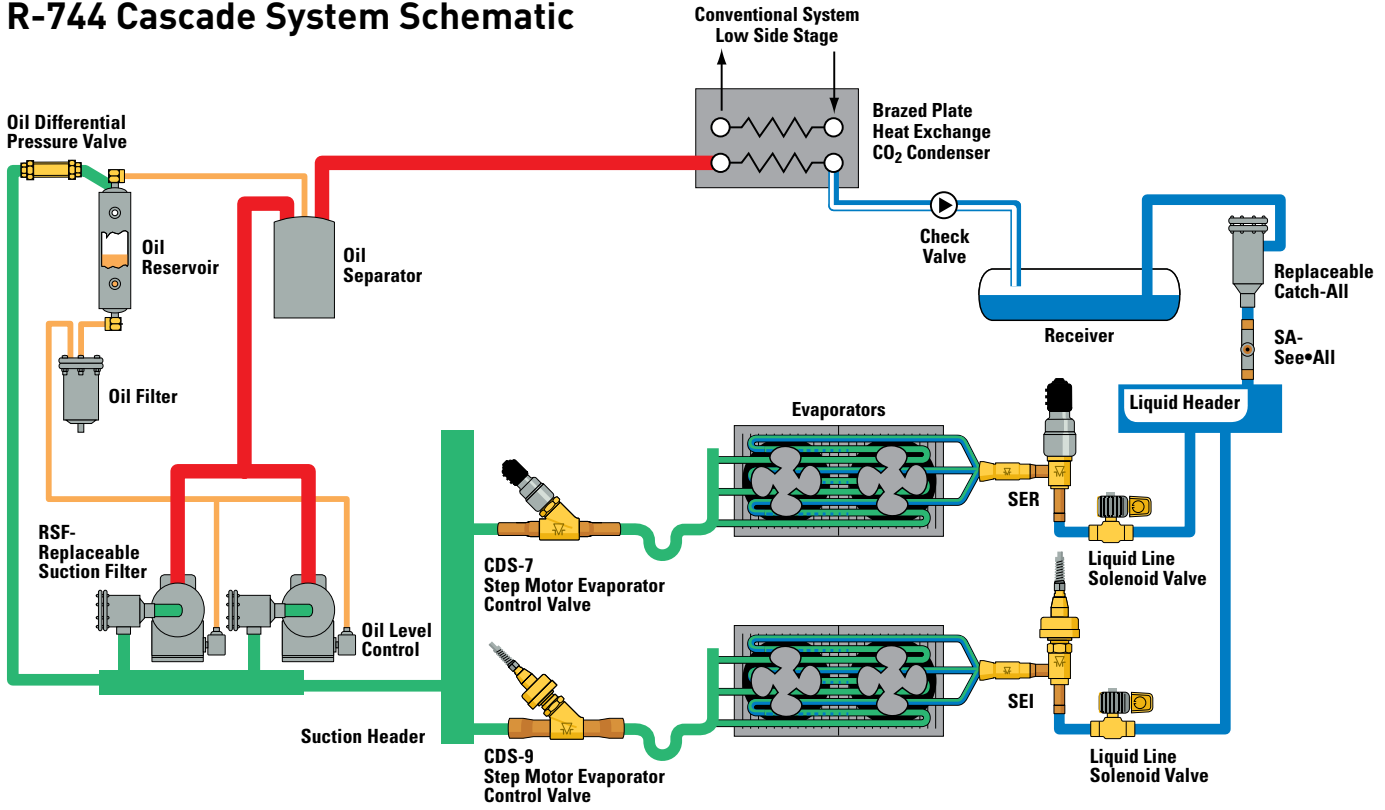 R-744 Cascade System Schematic
Conventional System
Low Side Stage
Brazed Plate
Heat Exchange
CO₂ Condenser
Oil Differential
Pressure Valve
Oil
Reservoir
Oil
Separator
Check
Valve
Replaceable
Catch-All
Receiver
SA-
See•All
Oil Filter
Liquid Header
Evaporators
SER
RSF-
Replaceable
Suction Filter
CDS-7
Step Motor Evaporator
Control Valve
Liquid Line
Solenoid Valve
Oil Level
Control
SEI
Suction Header
CDS-9
Step Motor Evaporator
Control Valve
Liquid Line
Solenoid Valve